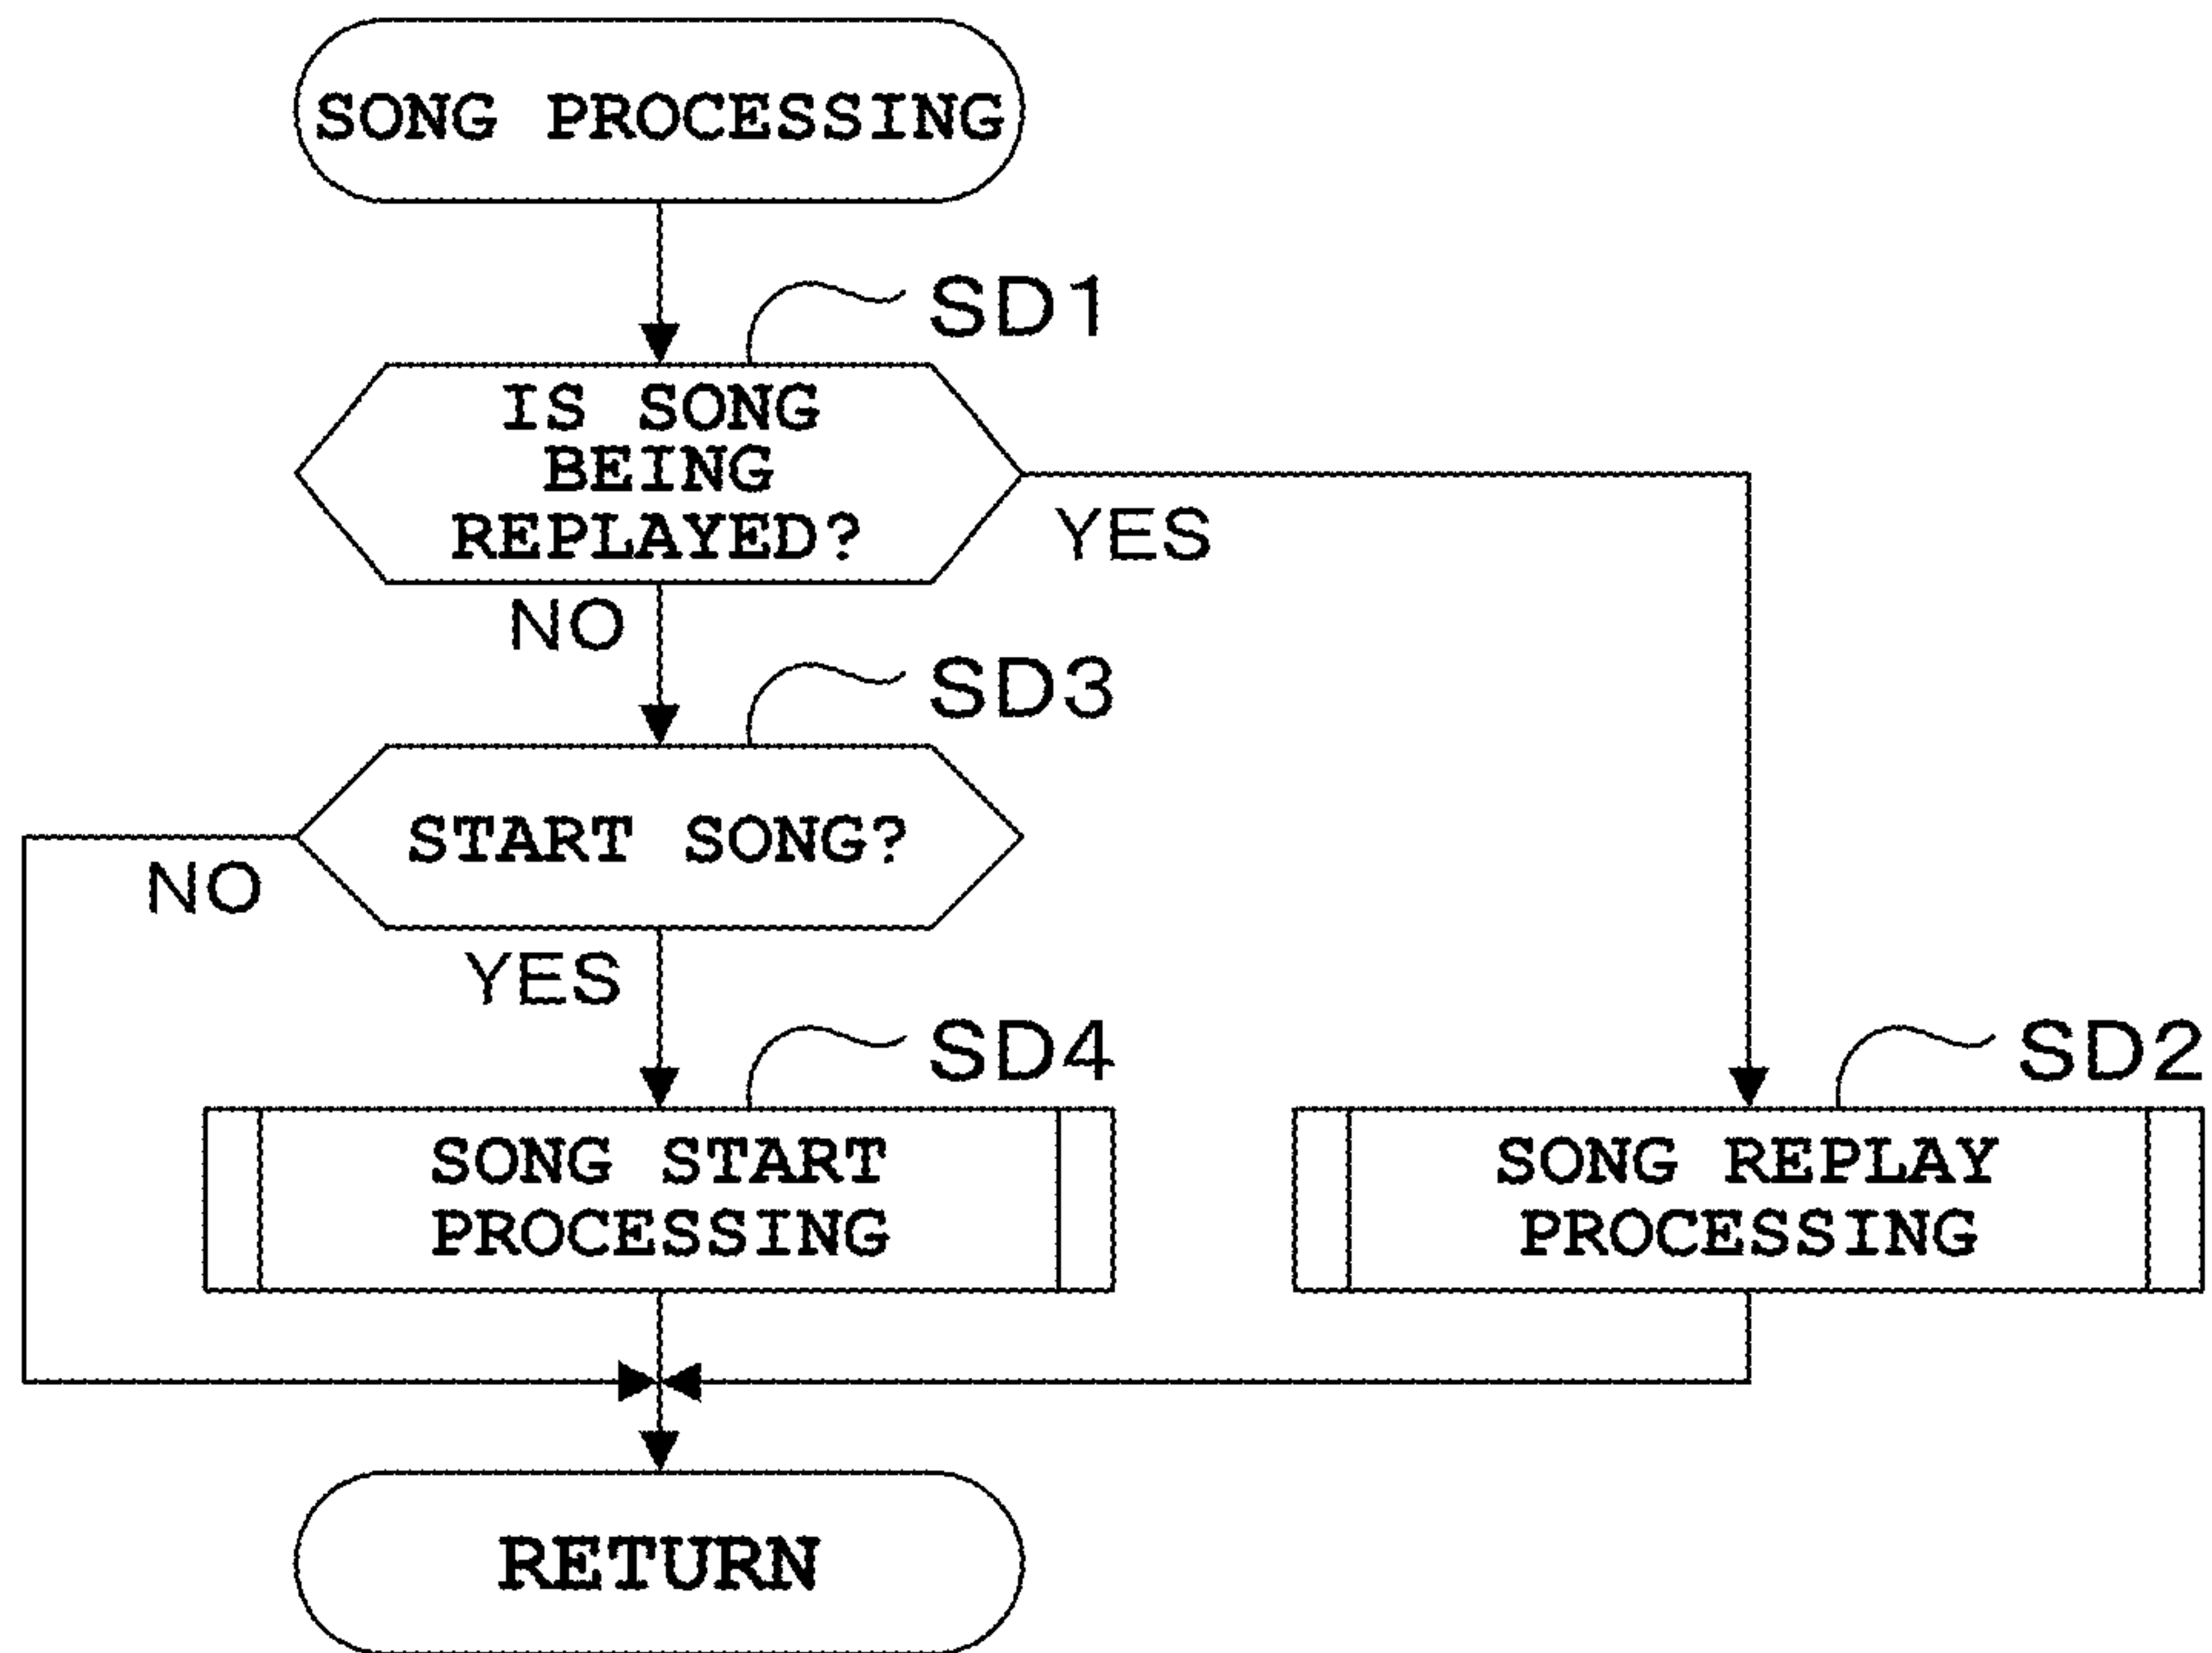 SONG PROCESSING
SD1
IS SONG
BEING
REPLAYED?
YES
NO
SD3
START SONG?
NO
YES
SD4
SD2
SONG START
PROCESSING
SONG REPLAY
PROCESSING
RETURN